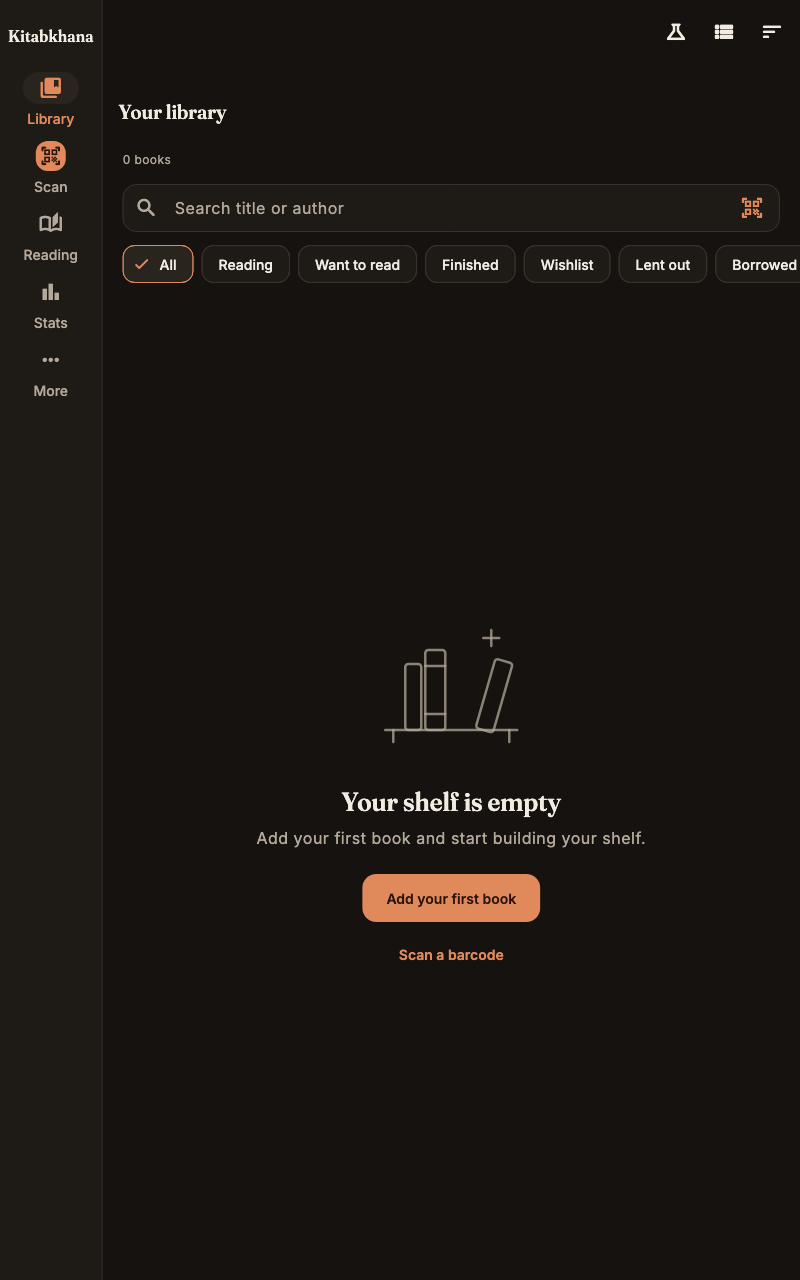 Kitabkhana
Library
Scan
Reading
Stats
More
Your library
0 books
Search title or author
All
Reading
Want to read
Finished
Wishlist
Lent out
Borrowed
Your shelf is empty
Add your first book and start building your shelf.
Add your first book
Scan a barcode